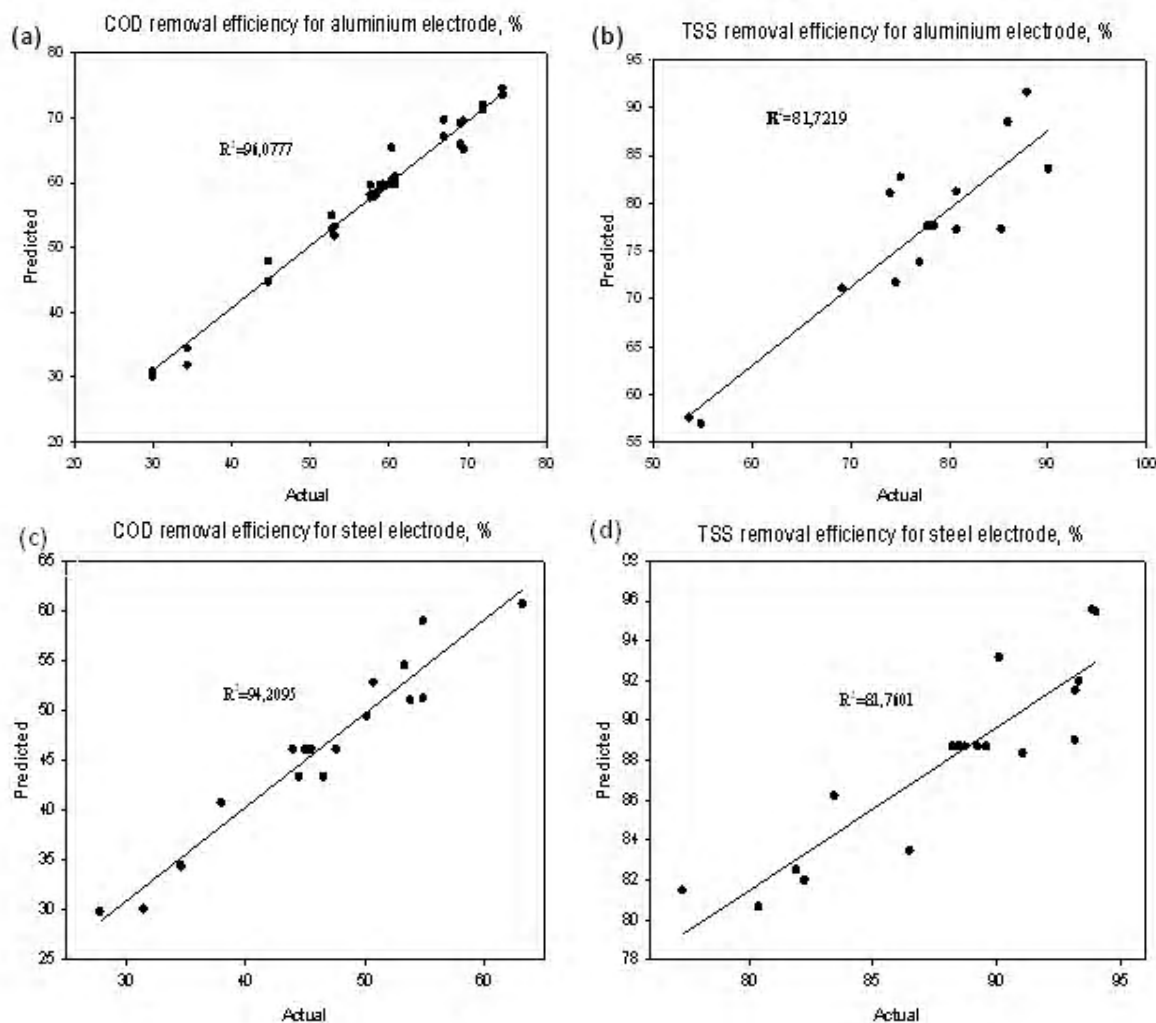 (a)
COD removal efficiency for aluminium electrode, %
80
70
60
50
40
30
20
R²=96,0777
Predicted
20 30 40 50 60 70 80
Actual
(b)
TSS removal efficiency for aluminium electrode, %
95
90
85
80
75
70
65
60
55
R²=81,7219
Predicted
50 60 70 80 90 100
Actual
(c)
COD removal efficiency for steel electrode, %
65
60
55
50
45
40
35
30
25
R²=94,2095
Predicted
30 40 50 60
Actual
(d)
TSS removal efficiency for steel electrode, %
98
96
94
92
90
88
86
84
82
80
78
R²=81,7601
Predicted
80 85 90 95
Actual